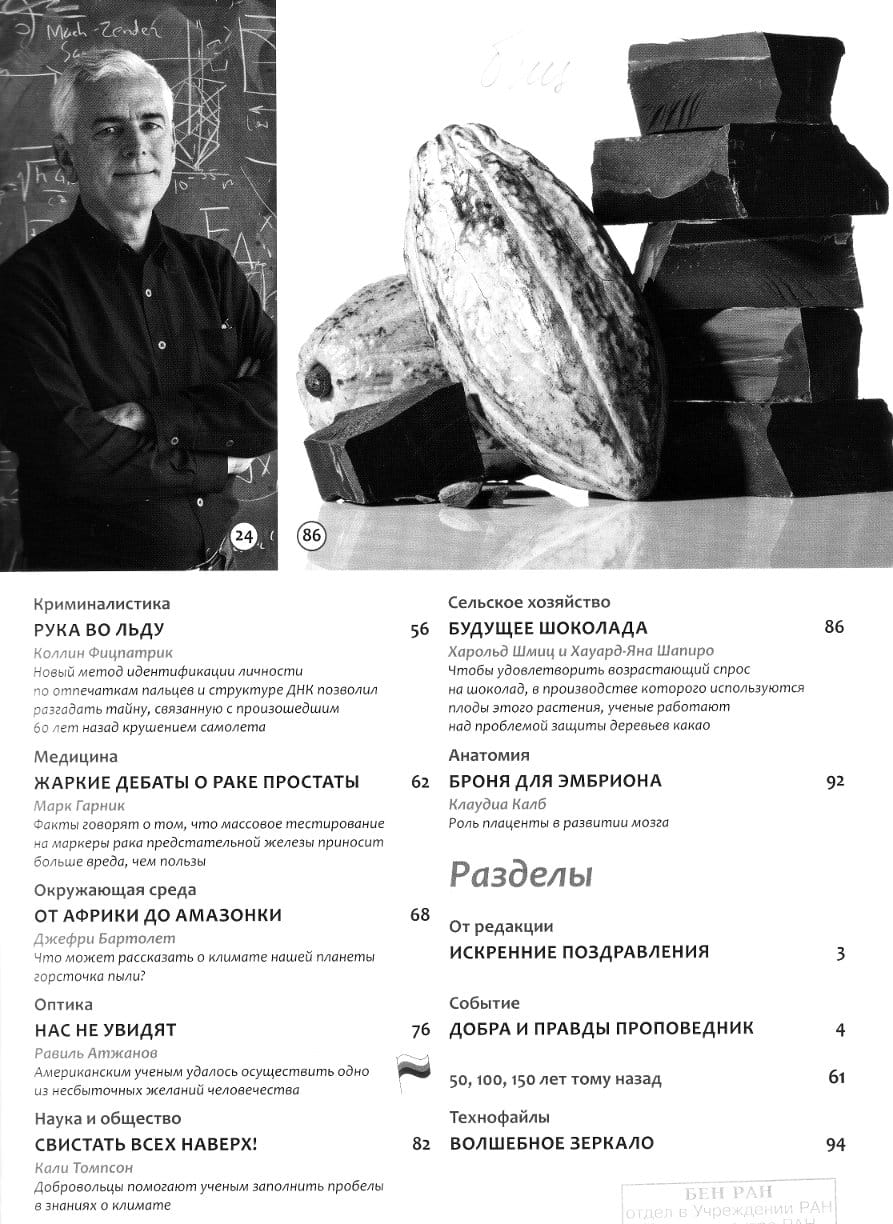 Mach-Zender
24
86
Криминалистика
РУКА ВО ЛЬДУ 56
Коллин Фицпатрик
Новый метод идентификации личности
по отпечаткам пальцев и структуре ДНК позволил
разгадать тайну, связанную с произошедшим
60 лет назад крушением самолета
Медицина
ЖАРКИЕ ДЕБАТЫ О РАКЕ ПРОСТАТЫ 62
Марк Гарник
Факты говорят о том, что массовое тестирование
на маркеры рака предстательной железы приносит
больше вреда, чем пользы
Окружающая среда
ОТ АФРИКИ ДО АМАЗОНКИ 68
Джефри Бартолет
Что может рассказать о климате нашей планеты
горсточка пыли?
Оптика
НАС НЕ УВИДЯТ 76
Равиль Атжанов
Американским ученым удалось осуществить одно
из несбыточных желаний человечества
Наука и общество
СВИСТАТЬ ВСЕХ НАВЕРХ! 82
Кали Томпсон
Добровольцы помогают ученым заполнить пробелы
в знаниях о климате
Сельское хозяйство
БУДУЩЕЕ ШОКОЛАДА 86
Харольд Шмиц и Хауард-Яна Шапиро
Чтобы удовлетворить возрастающий спрос
на шоколад, в производстве которого используются
плоды этого растения, ученые работают
над проблемой защиты деревьев какао
Анатомия
БРОНЯ ДЛЯ ЭМБРИОНА 92
Клаудиа Калб
Роль плаценты в развитии мозга
Разделы
От редакции
ИСКРЕННИЕ ПОЗДРАВЛЕНИЯ 3
Событие
ДОБРА И ПРАВДЫ ПРОПОВЕДНИК 4
50, 100, 150 лет тому назад 61
Технофайлы
ВОЛШЕБНОЕ ЗЕРКАЛО 94
БЕН РАН
отдел в Учреждении РАН